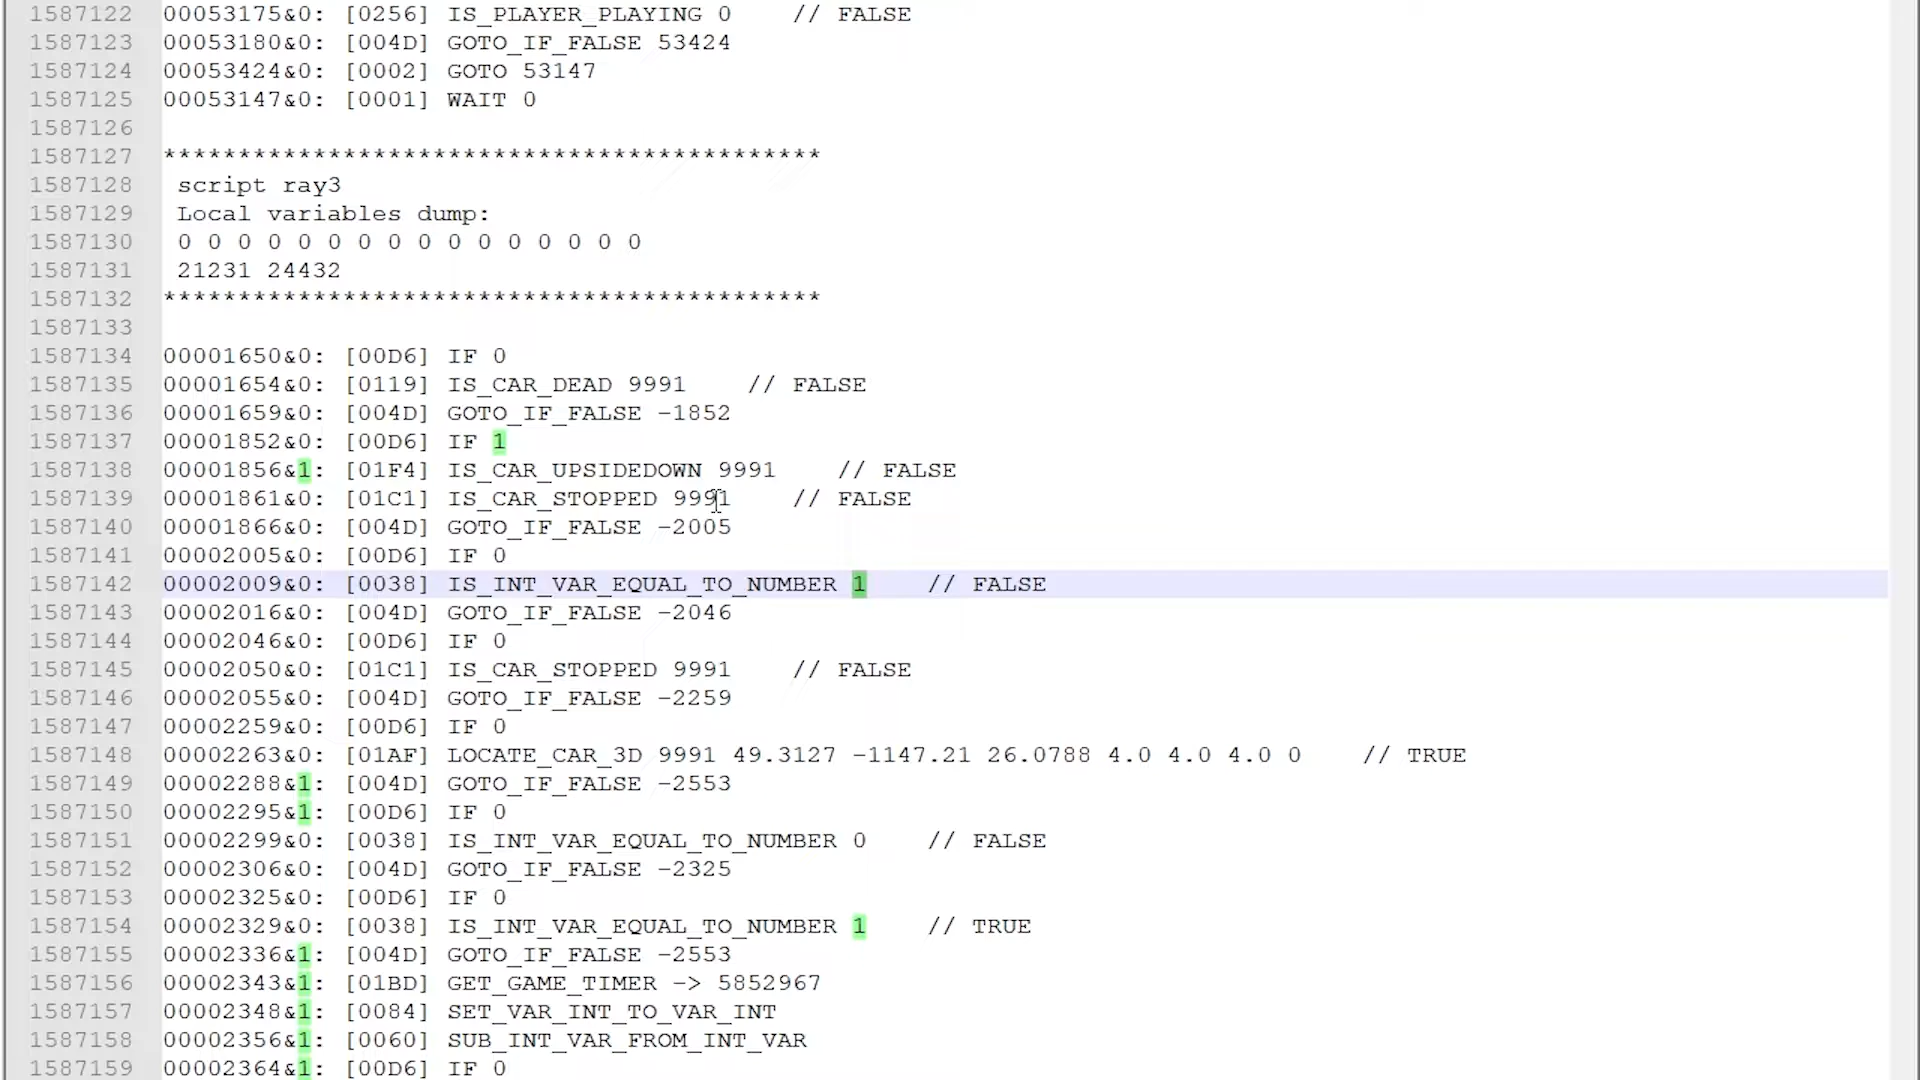 1587122 00053175&0: [0256] IS_PLAYER_PLAYING 0 // FALSE
1587123 00053180&0: [004D] GOTO_IF_FALSE 53424
1587124 00053424&0: [0002] GOTO 53147
1587125 00053147&0: [0001] WAIT 0
1587126
1587127 ********************************************
1587128 script ray3
1587129 Local variables dump:
1587130 0 0 0 0 0 0 0 0 0 0 0 0 0 0 0 0
1587131 21231 24432
1587132 ********************************************
1587133
1587134 00001650&0: [00D6] IF 0
1587135 00001654&0: [0119] IS_CAR_DEAD 9991 // FALSE
1587136 00001659&0: [004D] GOTO_IF_FALSE -1852
1587137 00001852&0: [00D6] IF 1
1587138 00001856&1: [01F4] IS_CAR_UPSIDEDOWN 9991 // FALSE
1587139 00001861&0: [01C1] IS_CAR_STOPPED 9991 // FALSE
1587140 00001866&0: [004D] GOTO_IF_FALSE -2005
1587141 00002005&0: [00D6] IF 0
1587142 00002009&0: [0038] IS_INT_VAR_EQUAL_TO_NUMBER 1 // FALSE
1587143 00002016&0: [004D] GOTO_IF_FALSE -2046
1587144 00002046&0: [00D6] IF 0
1587145 00002050&0: [01C1] IS_CAR_STOPPED 9991 // FALSE
1587146 00002055&0: [004D] GOTO_IF_FALSE -2259
1587147 00002259&0: [00D6] IF 0
1587148 00002263&0: [01AF] LOCATE_CAR_3D 9991 49.3127 -1147.21 26.0788 4.0 4.0 4.0 0 // TRUE
1587149 00002288&1: [004D] GOTO_IF_FALSE -2553
1587150 00002295&1: [00D6] IF 0
1587151 00002299&0: [0038] IS_INT_VAR_EQUAL_TO_NUMBER 0 // FALSE
1587152 00002306&0: [004D] GOTO_IF_FALSE -2325
1587153 00002325&0: [00D6] IF 0
1587154 00002329&0: [0038] IS_INT_VAR_EQUAL_TO_NUMBER 1 // TRUE
1587155 00002336&1: [004D] GOTO_IF_FALSE -2553
1587156 00002343&1: [01BD] GET_GAME_TIMER -> 5852967
1587157 00002348&1: [0084] SET_VAR_INT_TO_VAR_INT
1587158 00002356&1: [0060] SUB_INT_VAR_FROM_INT_VAR
1587159 00002364&1: [00D6] IF 0